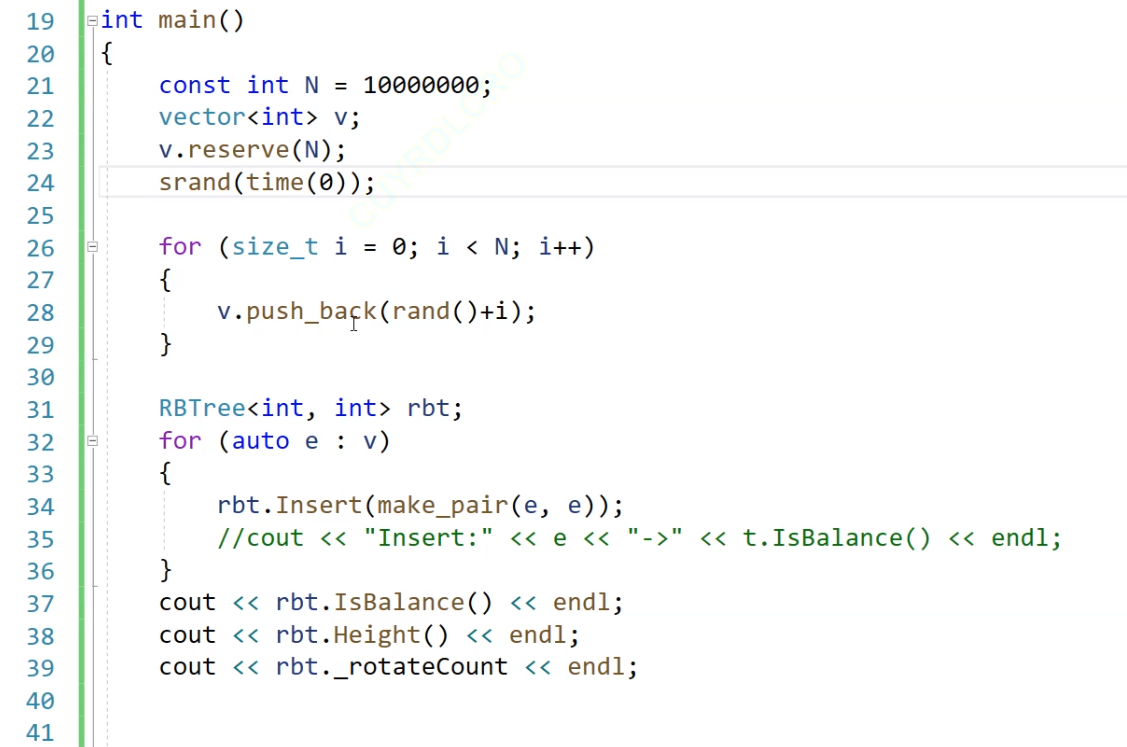 19 int main()
20 {
21 const int N = 10000000;
22 vector<int> v;
23 v.reserve(N);
24 srand(time(0));
25
26 for (size_t i = 0; i < N; i++)
27 {
28 v.push_back(rand()+i);
29 }
30
31 RBTree<int, int> rbt;
32 for (auto e : v)
33 {
34 rbt.Insert(make_pair(e, e));
35 //cout << "Insert:" << e << "->" << t.IsBalance() << endl;
36 }
37 cout << rbt.IsBalance() << endl;
38 cout << rbt.Height() << endl;
39 cout << rbt._rotateCount << endl;
40
41